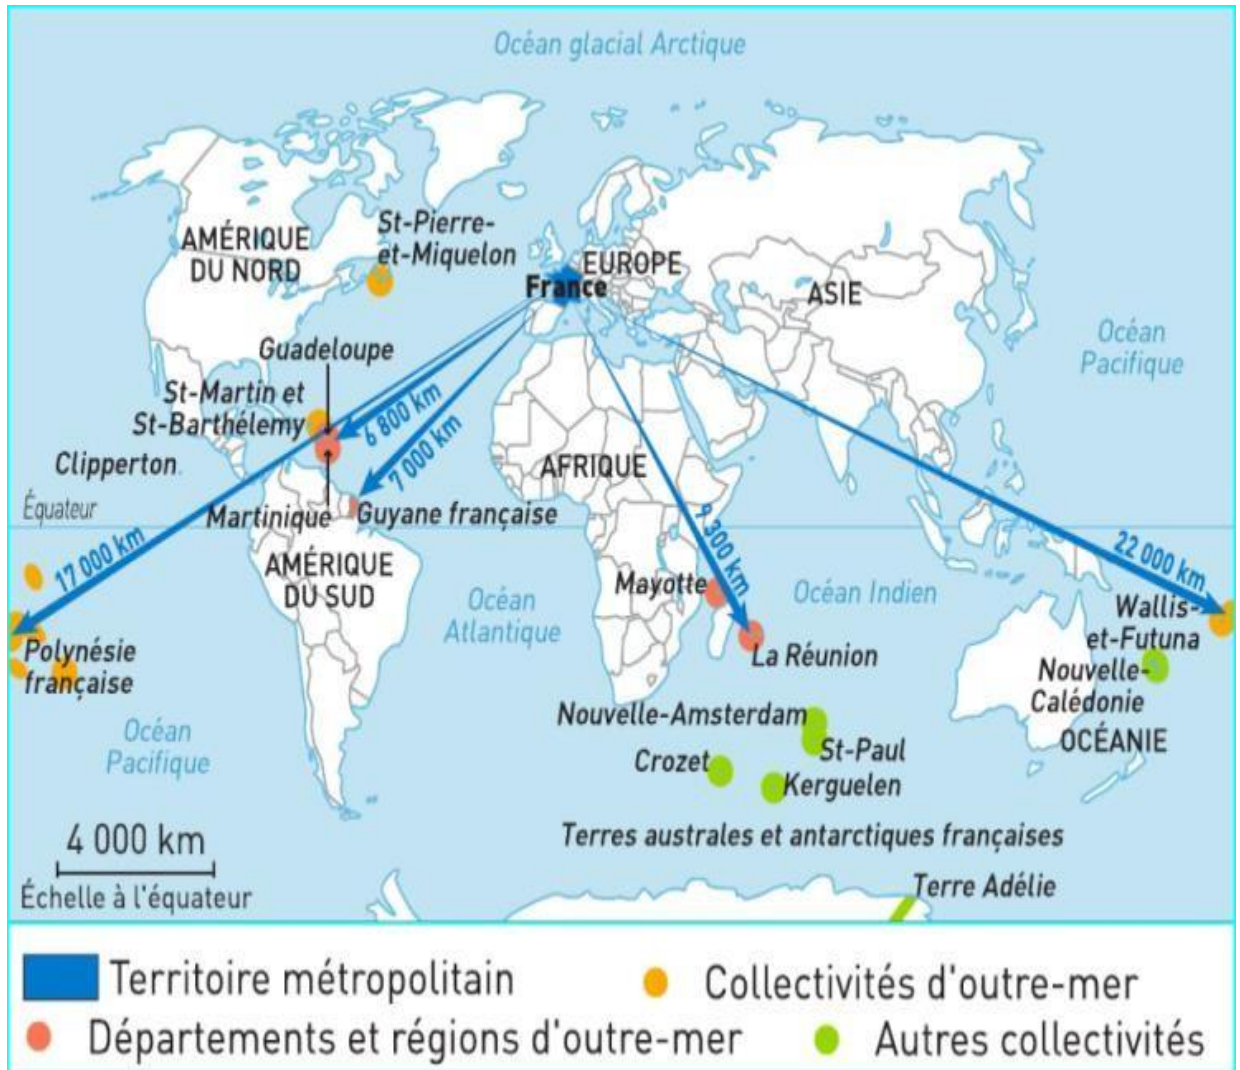 Océan glacial Arctique
St-Pierre-
et-Miquelon
AMÉRIQUE
DU NORD
EUROPE
France
ASIE
Océan
Pacifique
Guadeloupe
St-Martin et
St-Barthélemy
6 800 km
7 000 km
Clipperton
AFRIQUE
Équateur
Martinique
Guyane française
9 300 km
17 000 km
22 000 km
AMÉRIQUE
DU SUD
Mayotte
Océan Indien
Océan
Atlantique
Wallis-
et-Futuna
Polynésie
française
La Réunion
Nouvelle-
Calédonie
Nouvelle-Amsterdam
OCÉANIE
Océan
Pacifique
St-Paul
Crozet
Kerguelen
4 000 km
Échelle à l'équateur
Terres australes et antarctiques françaises
Terre Adélie
Territoire métropolitain
Collectivités d'outre-mer
Départements et régions d'outre-mer
Autres collectivités